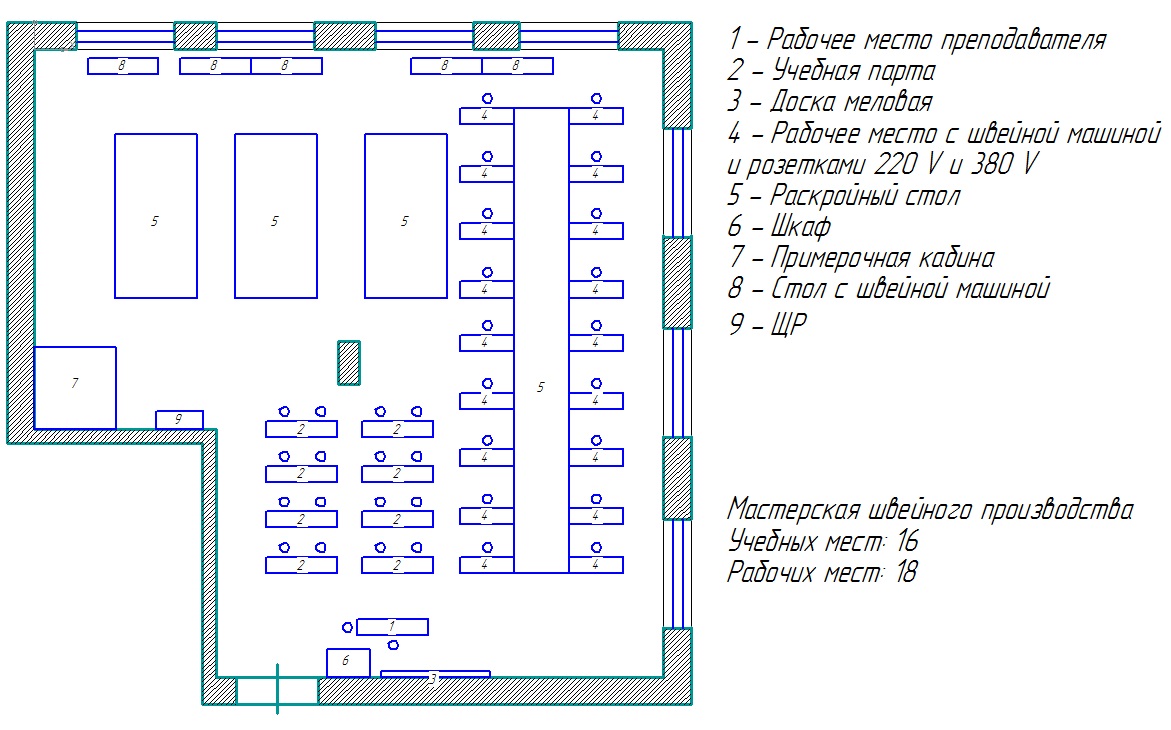 1 – Рабочее место преподавателя
2 – Учебная парта
3 – Доска меловая
4 – Рабочее место с швейной машиной
и розетками 220 V и 380 V
5 – Раскройный стол
6 – Шкаф
7 – Примерочная кабина
8 – Стол с швейной машиной
9 – ЩР
8 8 8 8 8
4 4
4 4
5 5 5
4 4
4 4
4 4
7 5
4 4
9
2 2
4 4
2 2
4 4
2 2
4 4
2 2
1
6
3
Мастерская швейного производства
Учебных мест: 16
Рабочих мест: 18